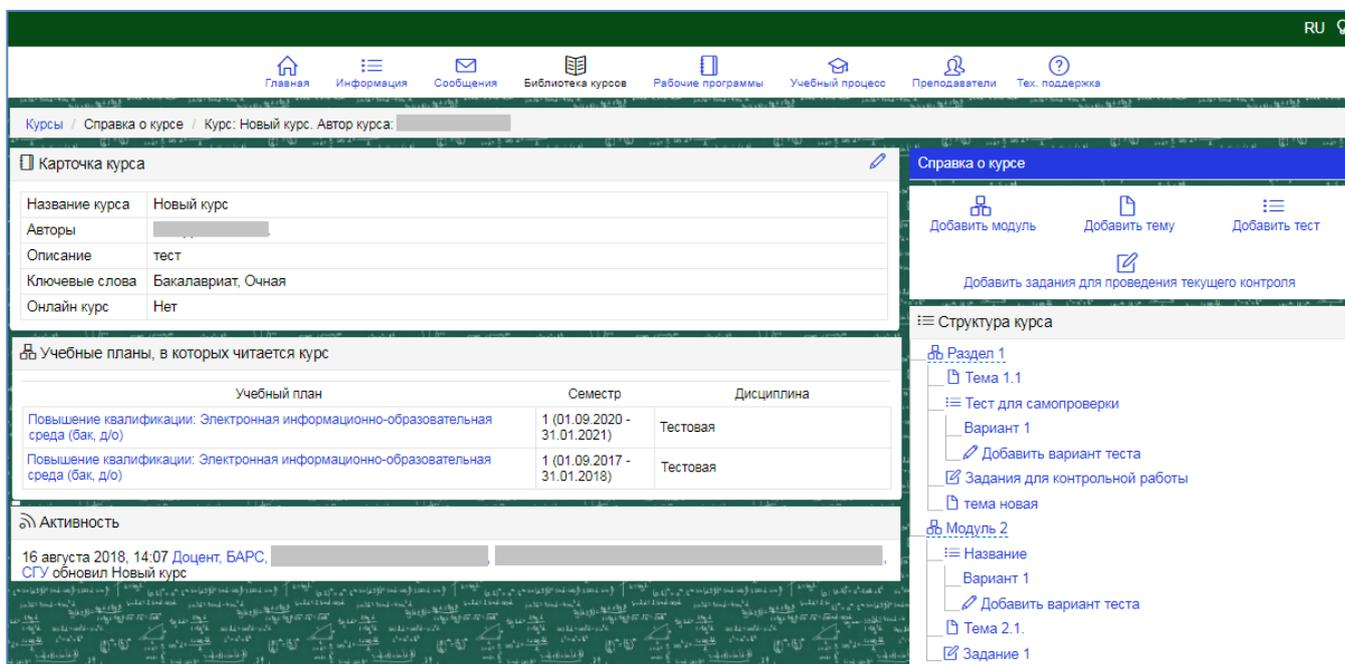 RU
Главная
Информация
Сообщения
Библиотека курсов
Рабочие программы
Учебный процесс
Преподаватели
Тех. поддержка
Курсы / Справка о курсе / Курс: Новый курс. Автор курса:
Карточка курса
Название курса Новый курс
Авторы
Описание тест
Ключевые слова Бакалавриат, Очная
Онлайн курс Нет
Учебные планы, в которых читается курс
Учебный план Семестр Дисциплина
Повышение квалификации: Электронная информационно-образовательная
среда (бак, д/о)
1 (01.09.2020 -
31.01.2021)
Тестовая
Повышение квалификации: Электронная информационно-образовательная
среда (бак, д/о)
1 (01.09.2017 -
31.01.2018)
Тестовая
Активность
16 августа 2018, 14:07 Доцент, БАРС, , ,
СГУ обновил Новый курс
Справка о курсе
Добавить модуль
Добавить тему
Добавить тест
Добавить задания для проведения текущего контроля
Структура курса
Раздел 1
Тема 1.1
Тест для самопроверки
Вариант 1
Добавить вариант теста
Задания для контрольной работы
тема новая
Модуль 2
Название
Вариант 1
Добавить вариант теста
Тема 2.1.
Задание 1